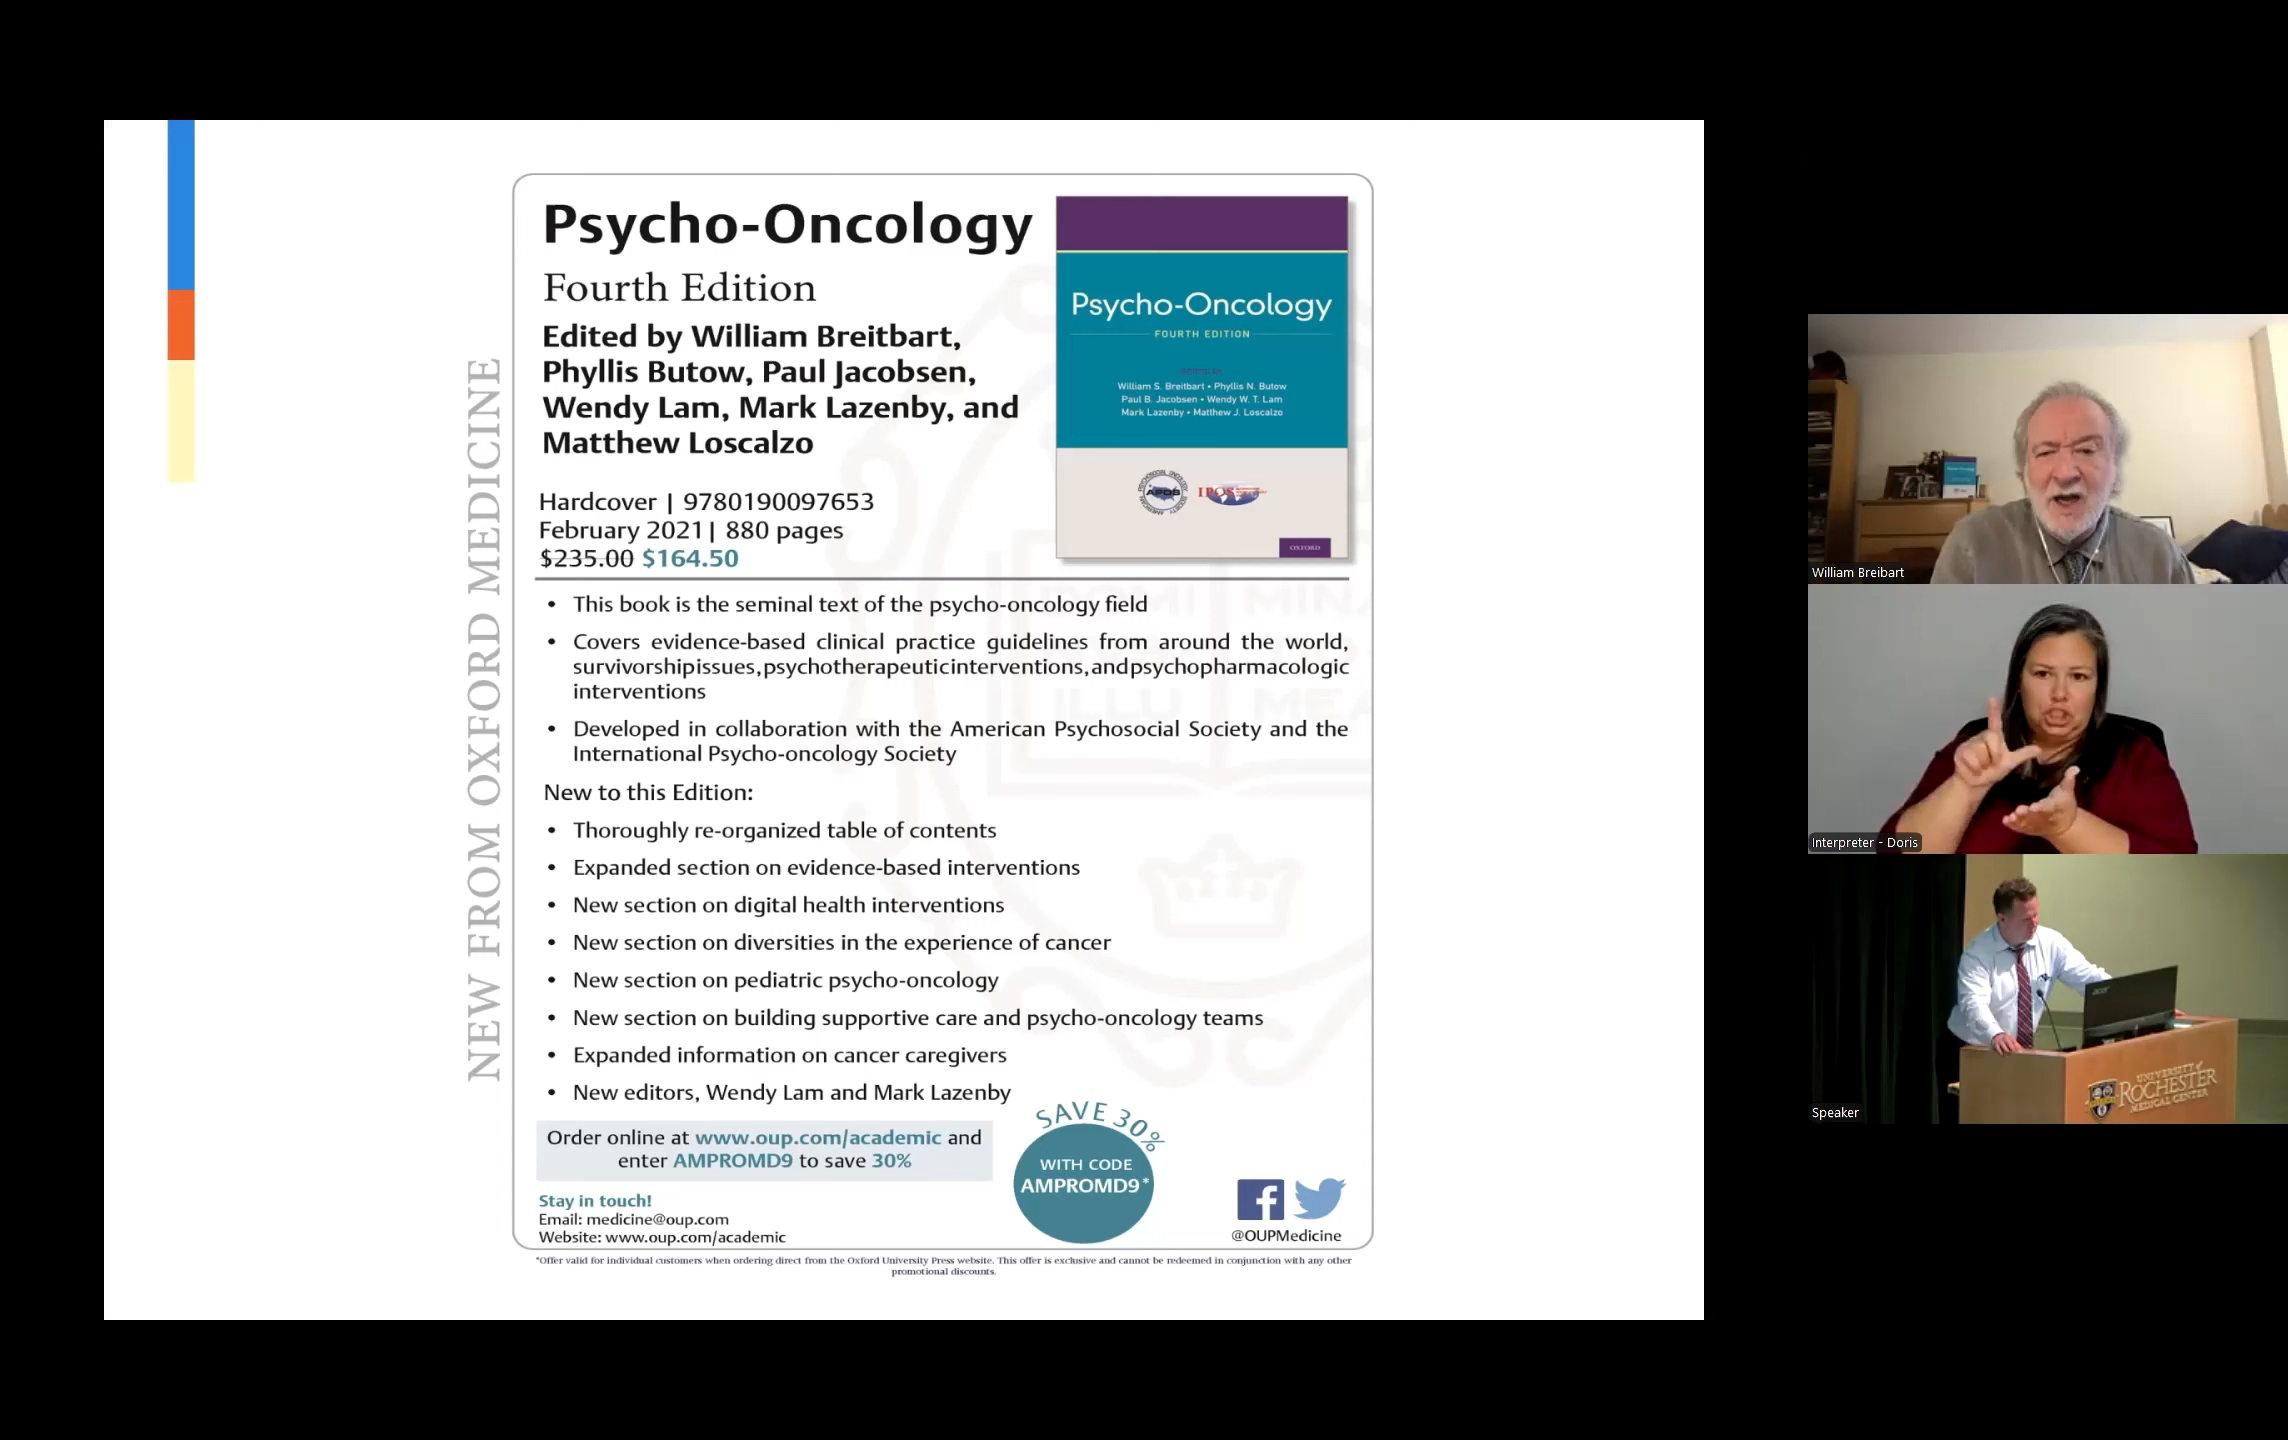 NEW FROM OXFORD MEDICINE
Psycho-Oncology
Fourth Edition
Edited by William Breitbart,
Phyllis Butow, Paul Jacobsen,
Wendy Lam, Mark Lazenby, and
Matthew Loscalzo
Hardcover | 9780190097653
February 2021| 880 pages
$235.00 $164.50
Psycho-Oncology
FOURTH EDITION
William S. Breitbart • Phyllis N. Butow
Paul B. Jacobsen • Wendy W. T. Lam
Mark Lazenby • Matthew J. Loscalzo
APOS
IPOS
OXFORD
• This book is the seminal text of the psycho-oncology field
• Covers evidence-based clinical practice guidelines from around the world,
survivorship issues, psychotherapeutic interventions, and psychopharmacologic
interventions
• Developed in collaboration with the American Psychosocial Society and the
International Psycho-oncology Society
New to this Edition:
• Thoroughly re-organized table of contents
• Expanded section on evidence-based interventions
• New section on digital health interventions
• New section on diversities in the experience of cancer
• New section on pediatric psycho-oncology
• New section on building supportive care and psycho-oncology teams
• Expanded information on cancer caregivers
• New editors, Wendy Lam and Mark Lazenby
Order online at www.oup.com/academic and
enter AMPROMD9 to save 30%
SAVE 30%
WITH CODE
AMPROMD9*
Stay in touch!
Email: medicine@oup.com
Website: www.oup.com/academic
@OUPMedicine
*Offer valid for individual customers when ordering direct from the Oxford University Press website. This offer is exclusive and cannot be redeemed in conjunction with any other
promotional discounts.
William Breibart
Interpreter - Doris
acer
UNIVERSITY of
ROCHESTER
MEDICAL CENTER
Speaker